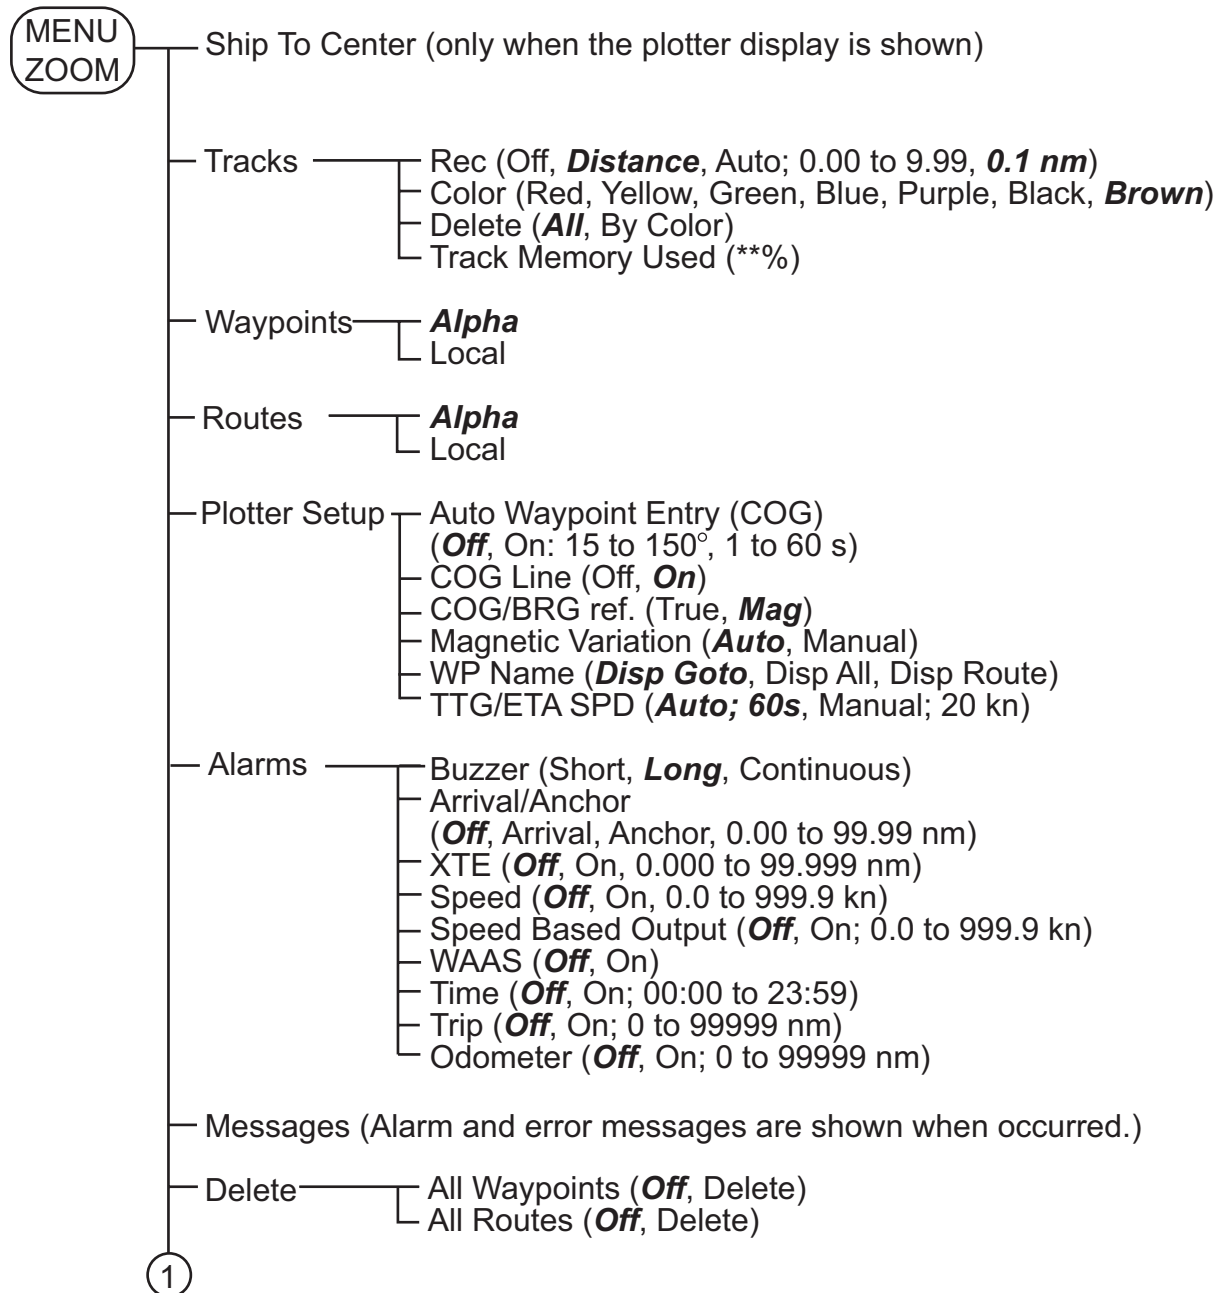 MENU
ZOOM
Ship To Center (only when the plotter display is shown)
Tracks
Rec (Off, Distance, Auto; 0.00 to 9.99, 0.1 nm)
Color (Red, Yellow, Green, Blue, Purple, Black, Brown)
Delete (All, By Color)
Track Memory Used (**%)
Waypoints
Alpha
Local
Routes
Alpha
Local
Plotter Setup
Auto Waypoint Entry (COG)
(Off, On: 15 to 150°, 1 to 60 s)
COG Line (Off, On)
COG/BRG ref. (True, Mag)
Magnetic Variation (Auto, Manual)
WP Name (Disp Goto, Disp All, Disp Route)
TTG/ETA SPD (Auto; 60s, Manual; 20 kn)
Alarms
Buzzer (Short, Long, Continuous)
Arrival/Anchor
(Off, Arrival, Anchor, 0.00 to 99.99 nm)
XTE (Off, On, 0.000 to 99.999 nm)
Speed (Off, On, 0.0 to 999.9 kn)
Speed Based Output (Off, On; 0.0 to 999.9 kn)
WAAS (Off, On)
Time (Off, On; 00:00 to 23:59)
Trip (Off, On; 0 to 99999 nm)
Odometer (Off, On; 0 to 99999 nm)
Messages (Alarm and error messages are shown when occurred.)
Delete
All Waypoints (Off, Delete)
All Routes (Off, Delete)
1